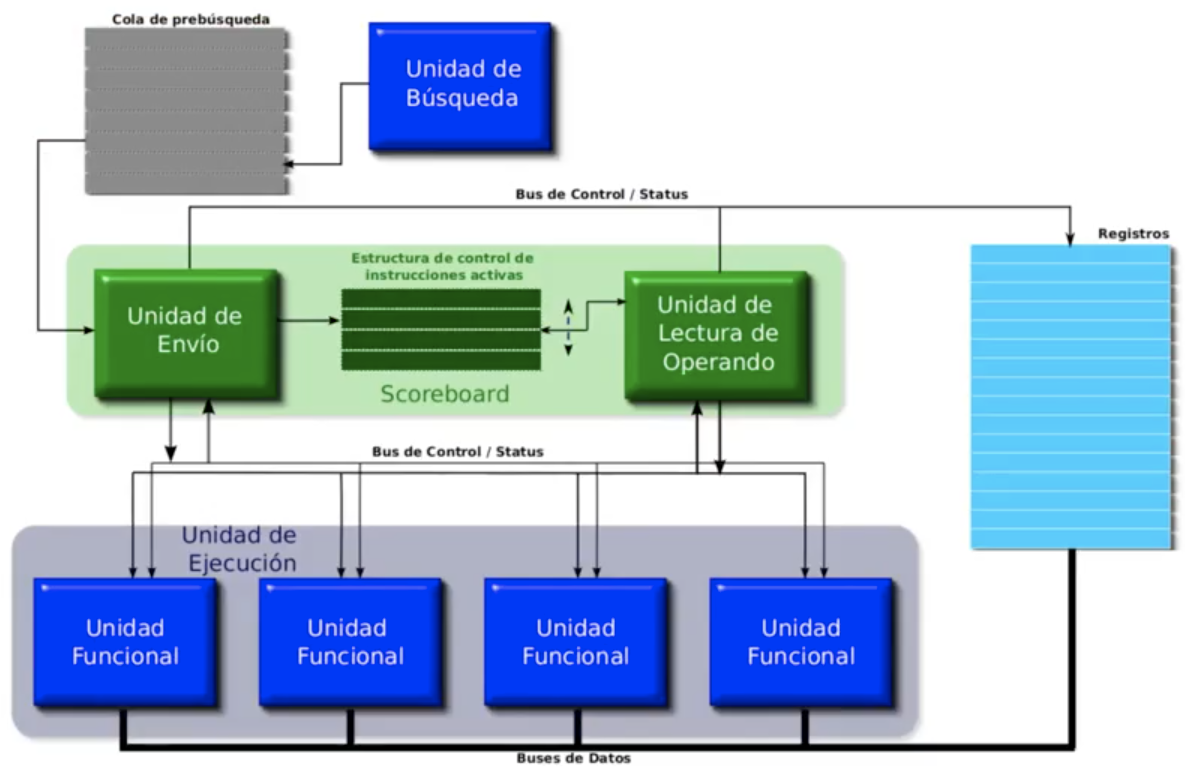 Cola de prebúsqueda
Unidad de
Búsqueda
Bus de Control / Status
Registros
Estructura de control de
instrucciones activas
Unidad de
Envío
Unidad de
Lectura de
Operando
Scoreboard
Bus de Control / Status
Unidad de
Ejecución
Unidad
Funcional
Unidad
Funcional
Unidad
Funcional
Unidad
Funcional
Buses de Datos